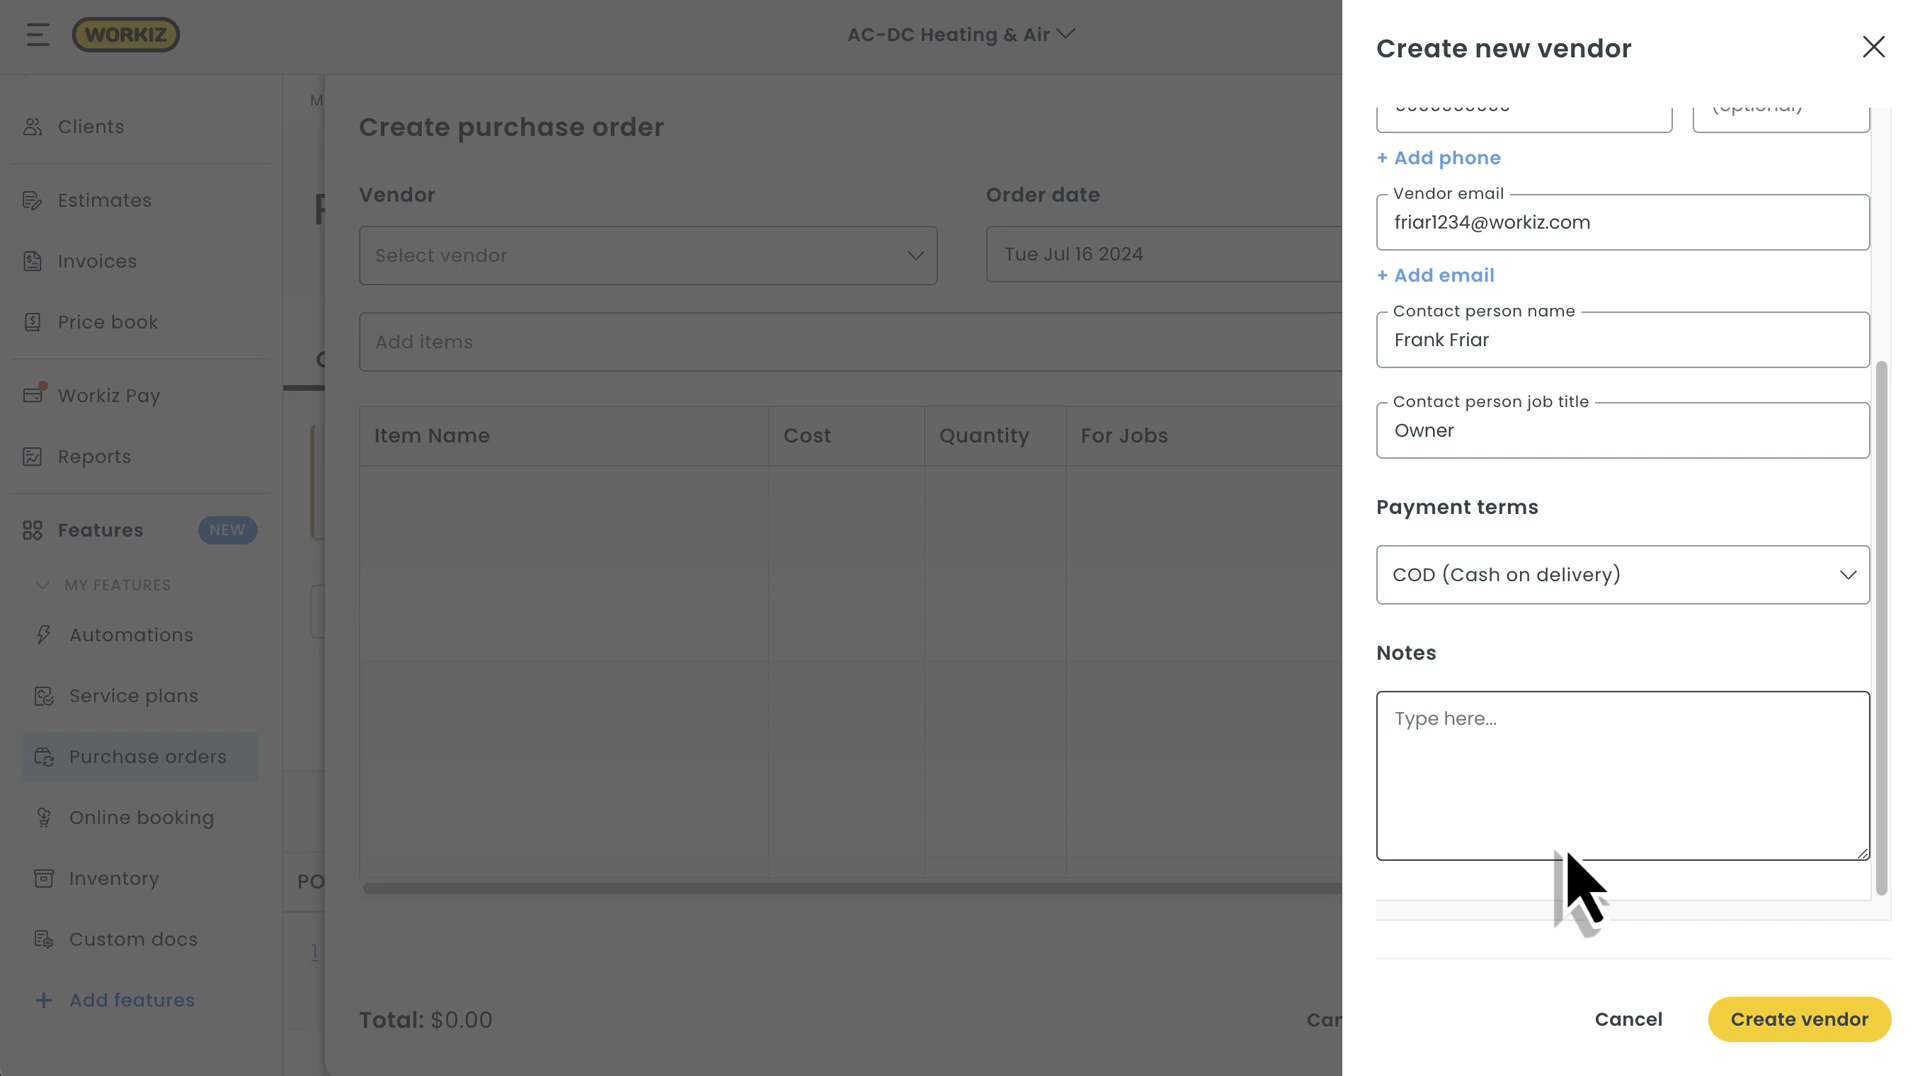 WORKIZ
AC-DC Heating & Air
Clients
Estimates
Invoices
Price book
Workiz Pay
Reports
Features
NEW
MY FEATURES
Automations
Service plans
Purchase orders
Online booking
Inventory
Custom docs
+ Add features
M
PO
1
Create purchase order
Vendor
Order date
Select vendor
Tue Jul 16 2024
Add items
Item Name
Cost
Quantity
For Jobs
Total: $0.00
Can
Create new vendor
(optional)
+ Add phone
Vendor email
friar1234@workiz.com
+ Add email
Contact person name
Frank Friar
Contact person job title
Owner
Payment terms
COD (Cash on delivery)
Notes
Type here...
Cancel
Create vendor